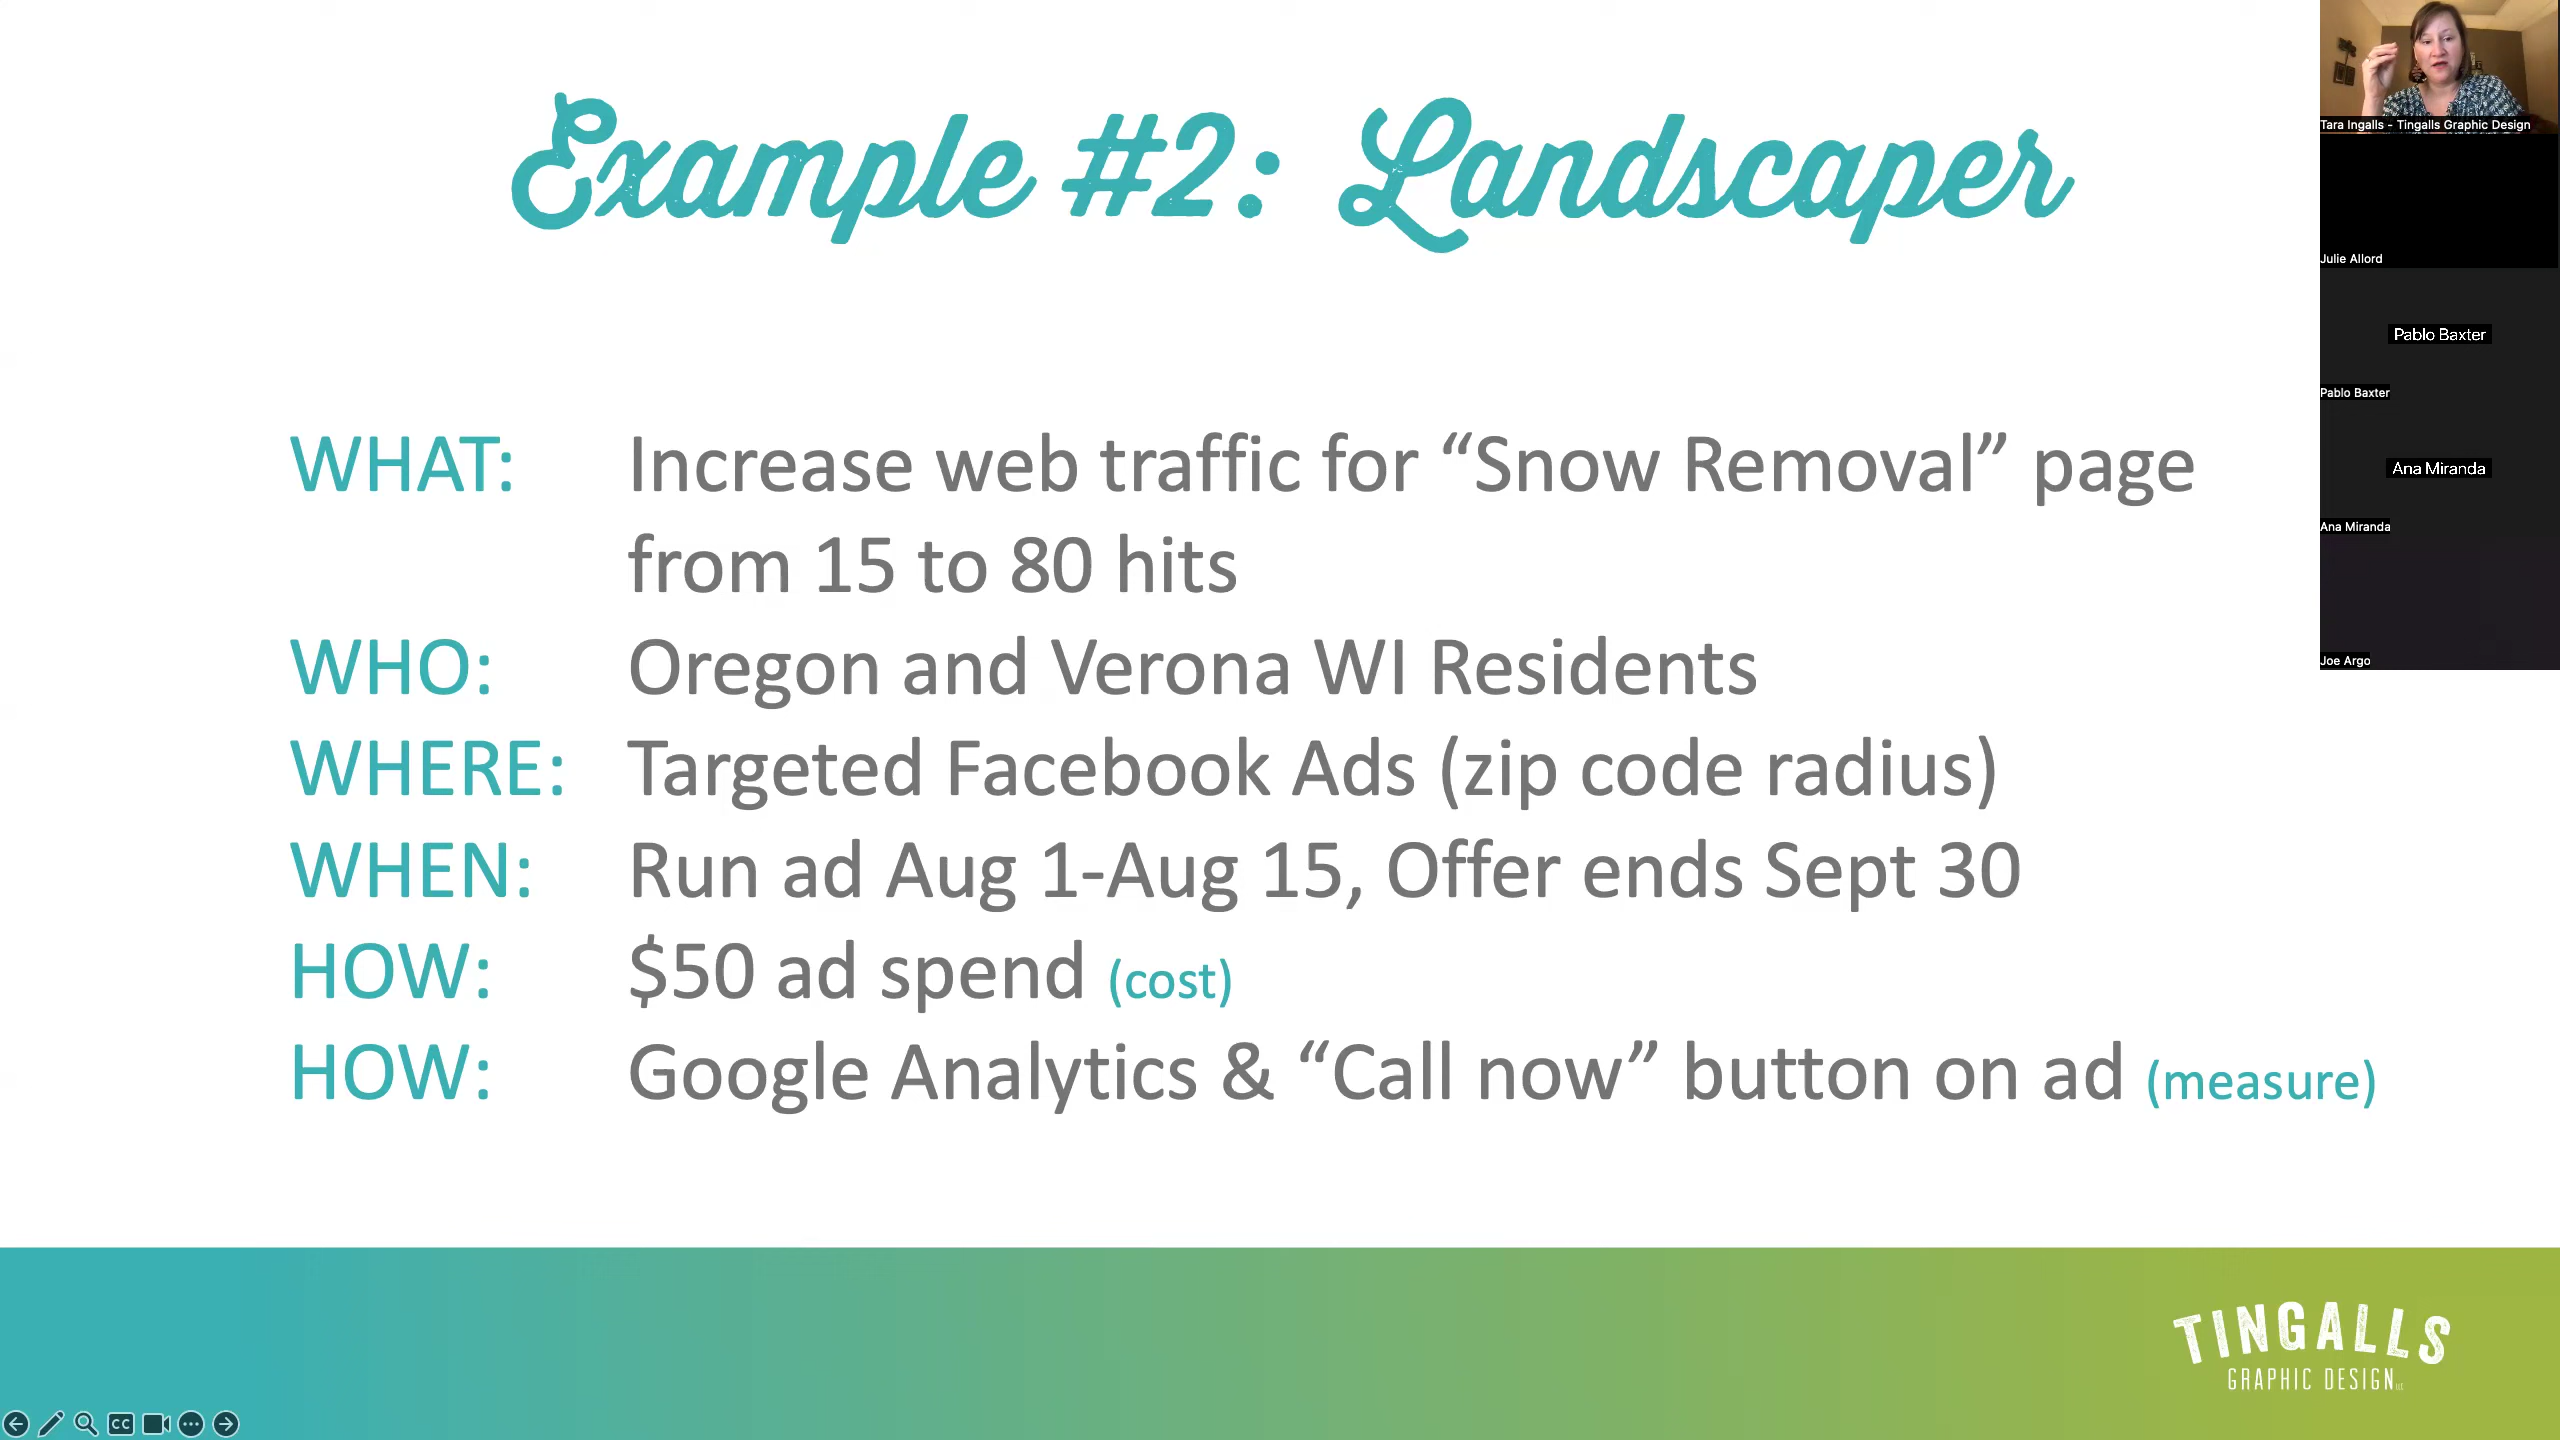 Example #2: Landscaper
WHAT: Increase web traffic for “Snow Removal” page
from 15 to 80 hits
WHO: Oregon and Verona WI Residents
WHERE: Targeted Facebook Ads (zip code radius)
WHEN: Run ad Aug 1-Aug 15, Offer ends Sept 30
HOW: $50 ad spend (cost)
HOW: Google Analytics & “Call now” button on ad (measure)
TINGALLS
GRAPHIC DESIGN LLC
CC
Tara Ingalls - Tingalls Graphic Design
Julie Allord
Pablo Baxter
Pablo Baxter
Ana Miranda
Ana Miranda
Joe Argo